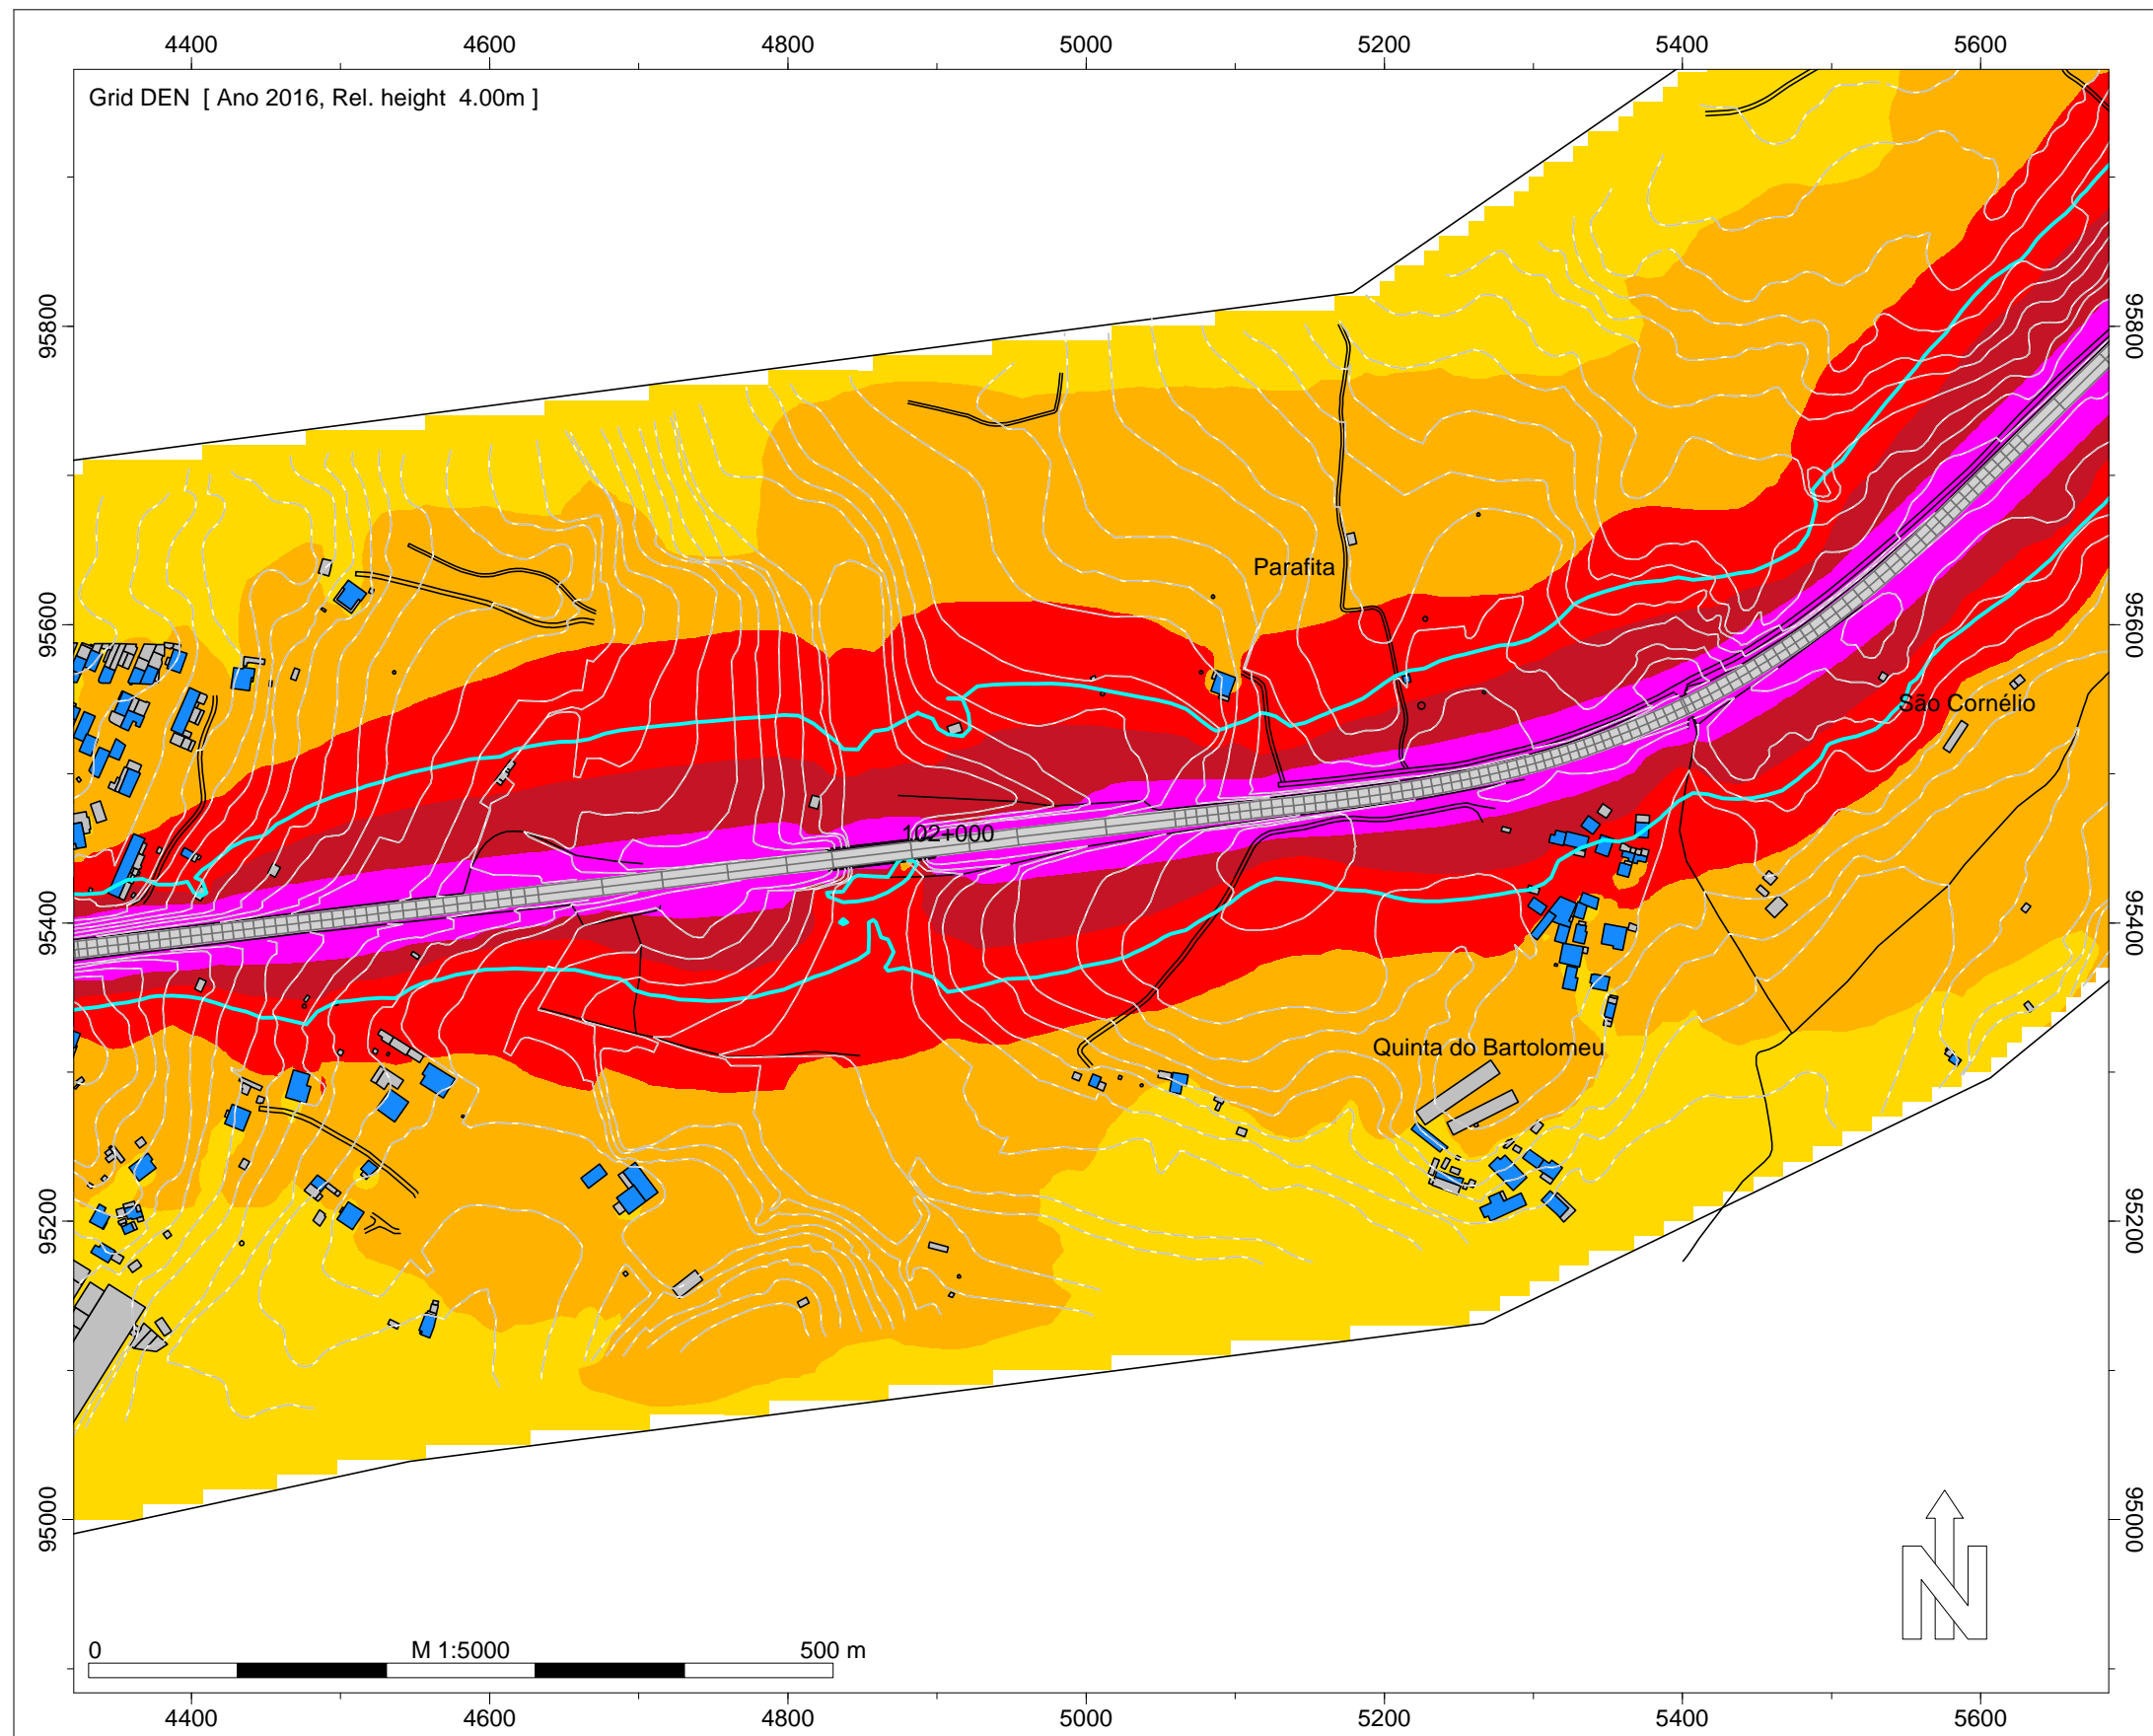 4400 4600 4800 5000 5200 5400 5600
Grid DEN [ Ano 2016, Rel. height 4.00m ]
95800 95800
Parafita
95600 95600
São Cornélio
102+000
95400 95400
Quinta do Bartolomeu
95200 95200
95000 95000
N
0 M 1:5000 500 m
4400 4600 4800 5000 5200 5400 5600